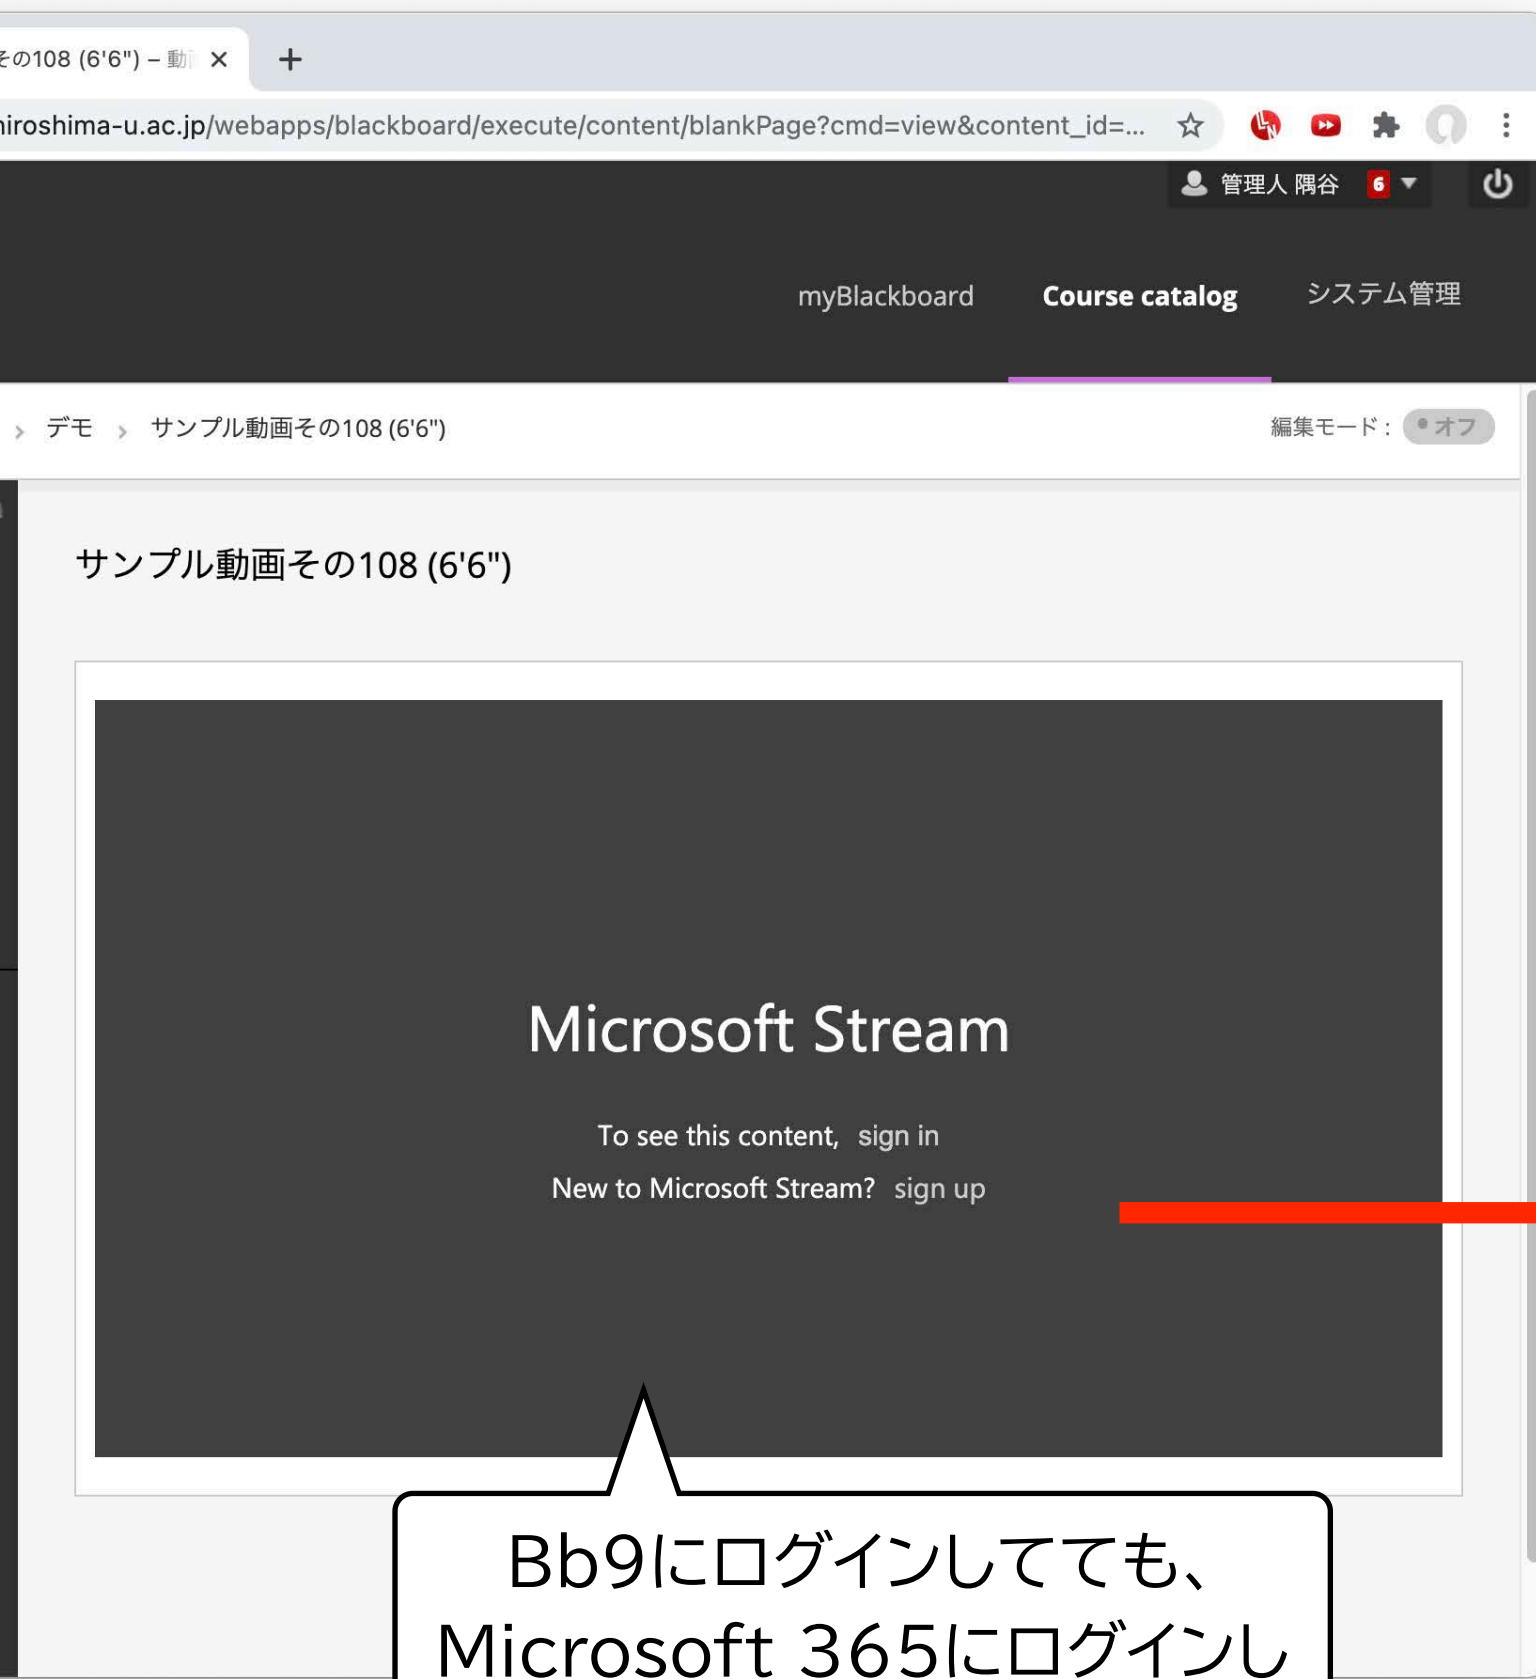 その108 (6'6") – 動
hiroshima-u.ac.jp/webapps/blackboard/execute/content/blankPage?cmd=view&content_id=...
管理人 隅谷 6
myBlackboard Course catalog システム管理
› デモ › サンプル動画その108 (6'6") 編集モード : オフ
サンプル動画その108 (6'6")
Microsoft Stream
To see this content, sign in
New to Microsoft Stream? sign up
Bb9にログインしてても、
Microsoft 365にログインし